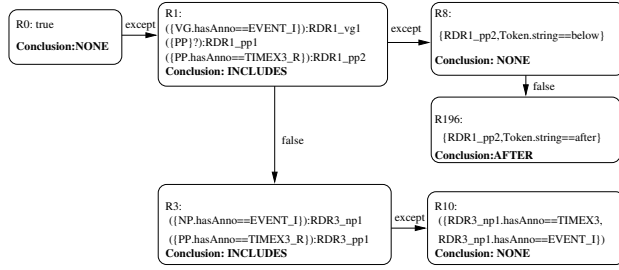 R0: true
Conclusion:NONE
except
R1:
({VG.hasAnno==EVENT_I}):RDR1_vg1
({PP}?):RDR1_pp1
({PP.hasAnno==TIMEX3_R}):RDR1_pp2
Conclusion: INCLUDES
except
R8:
{RDR1_pp2,Token.string==below}
Conclusion: NONE
false
R196:
{RDR1_pp2,Token.string==after}
Conclusion:AFTER
false
R3:
({NP.hasAnno==EVENT_I}):RDR3_np1
({PP.hasAnno==TIMEX3_R}):RDR3_pp1
Conclusion: INCLUDES
except
R10:
({RDR3_np1.hasAnno==TIMEX3,
RDR3_np1.hasAnno==EVENT_I})
Conclusion: NONE